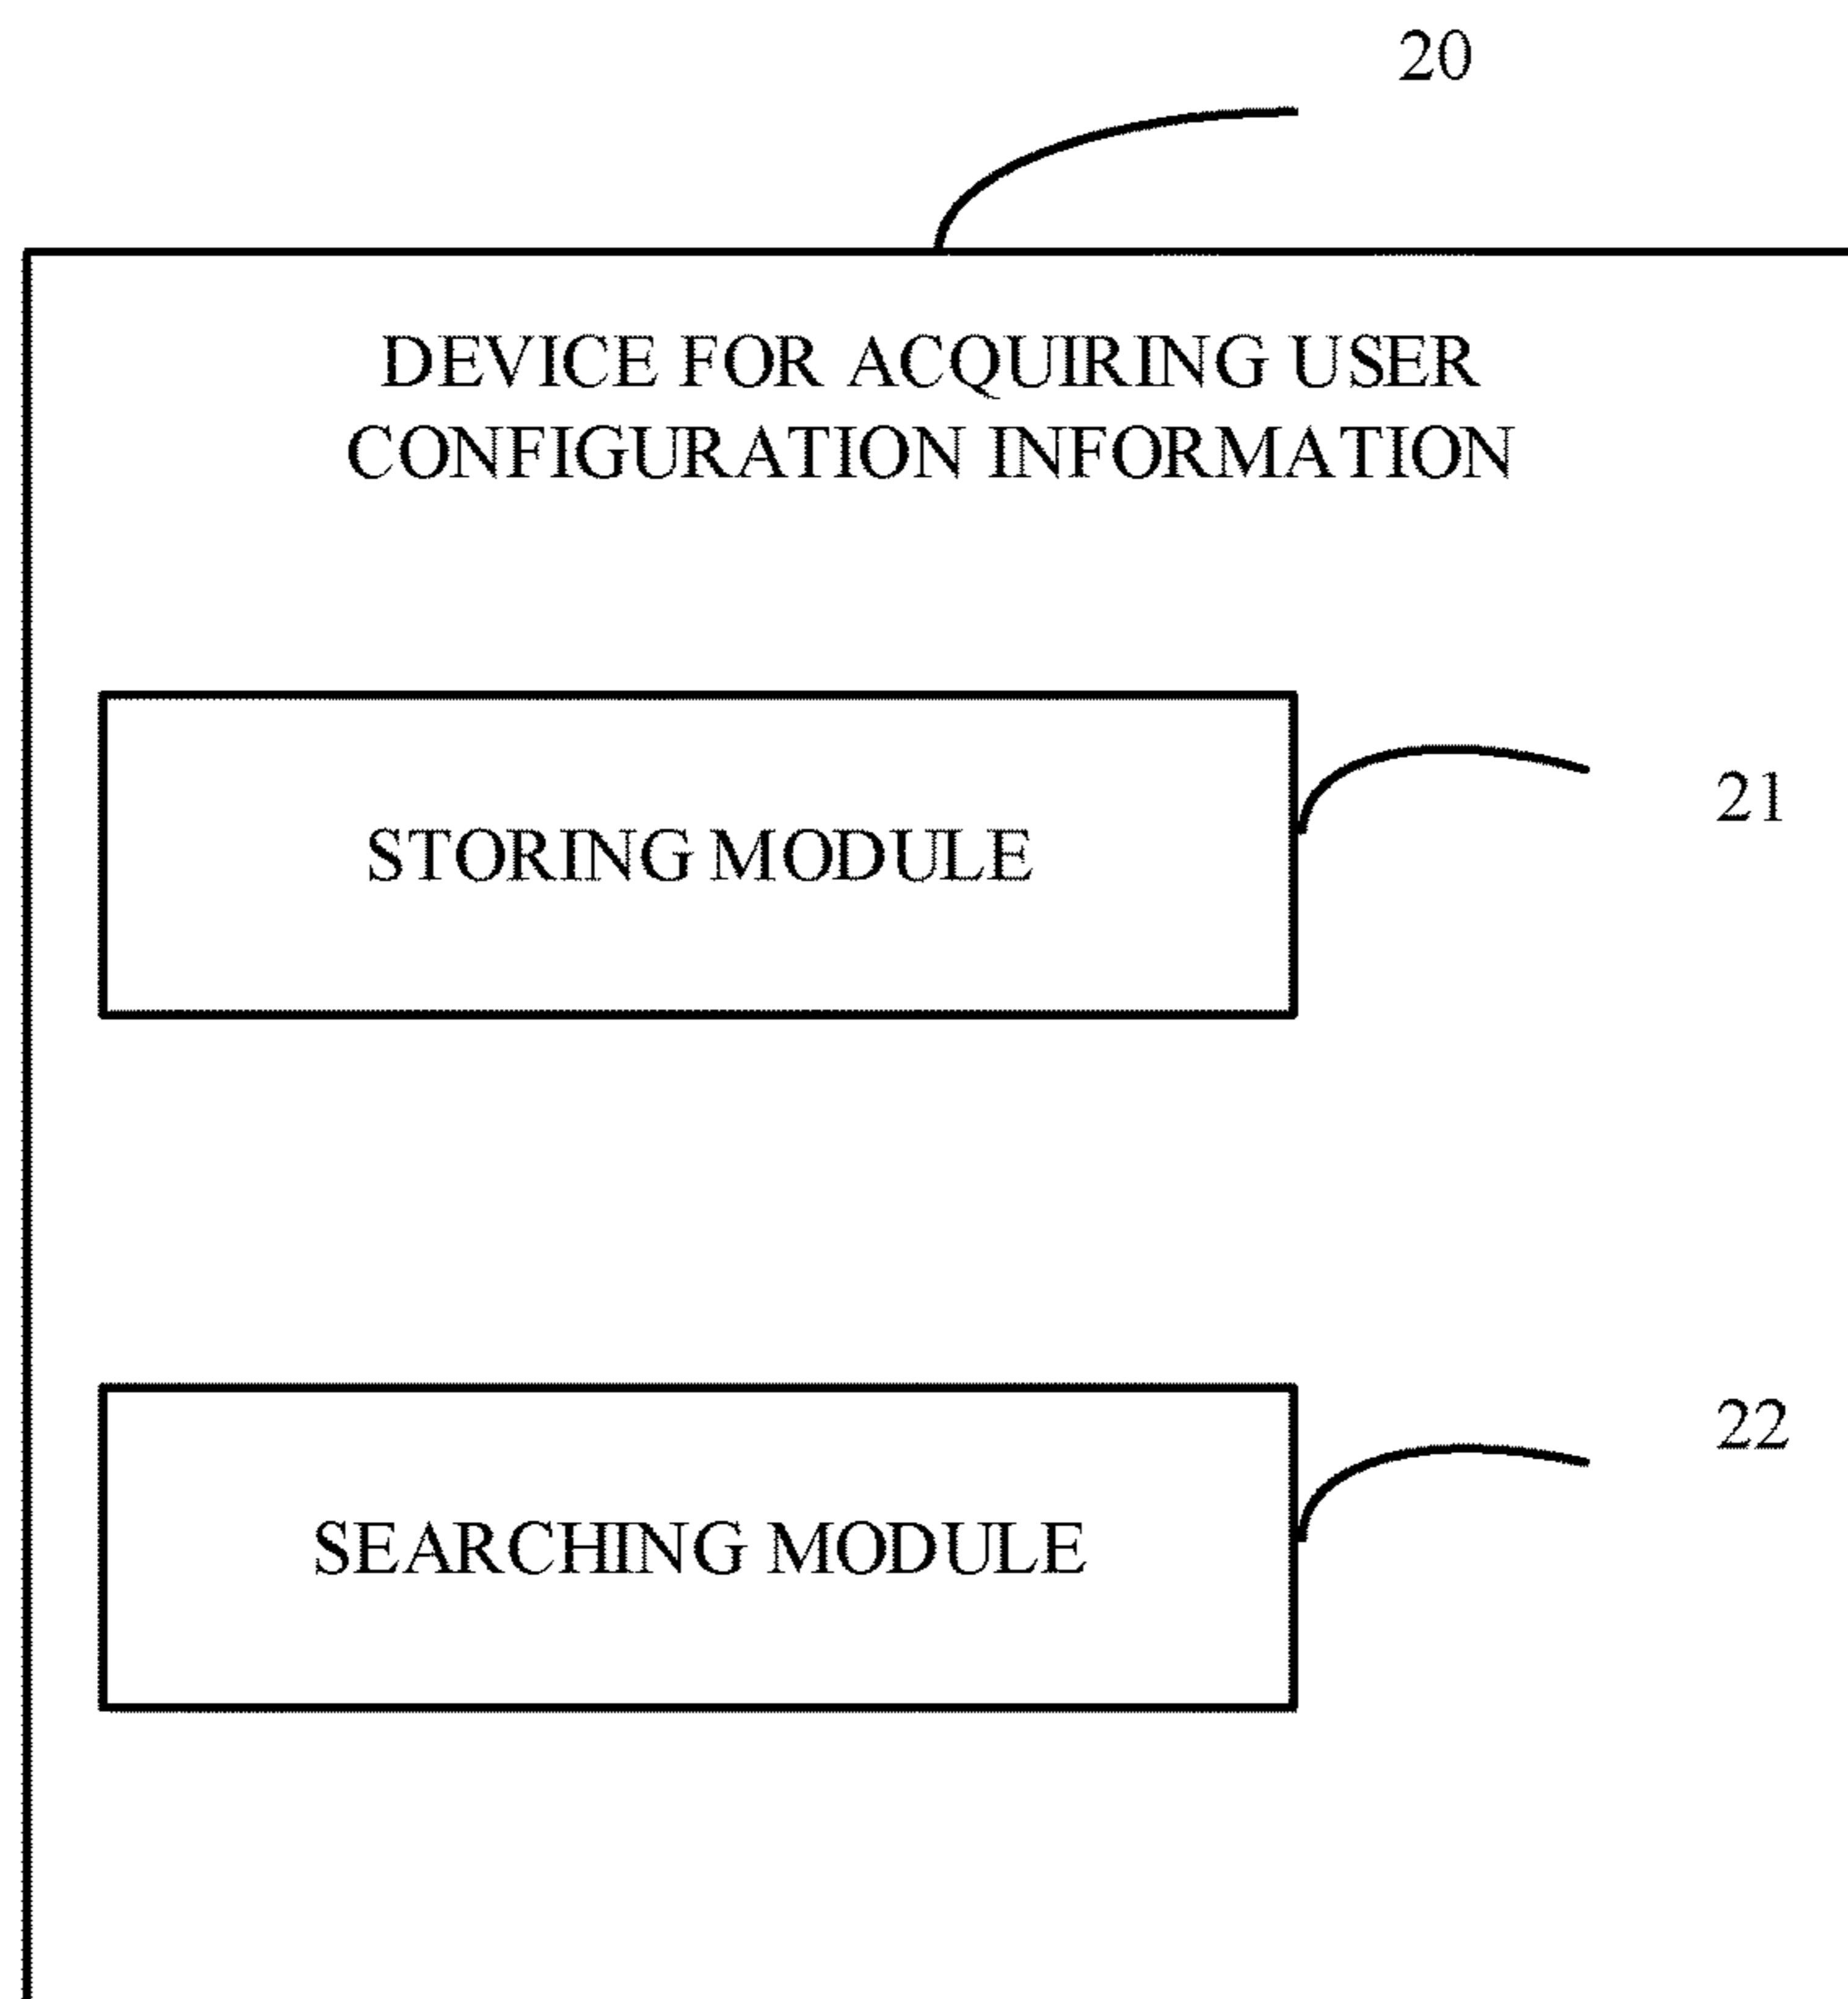 20
DEVICE FOR ACQUIRING USER
CONFIGURATION INFORMATION
STORING MODULE
21
SEARCHING MODULE
22